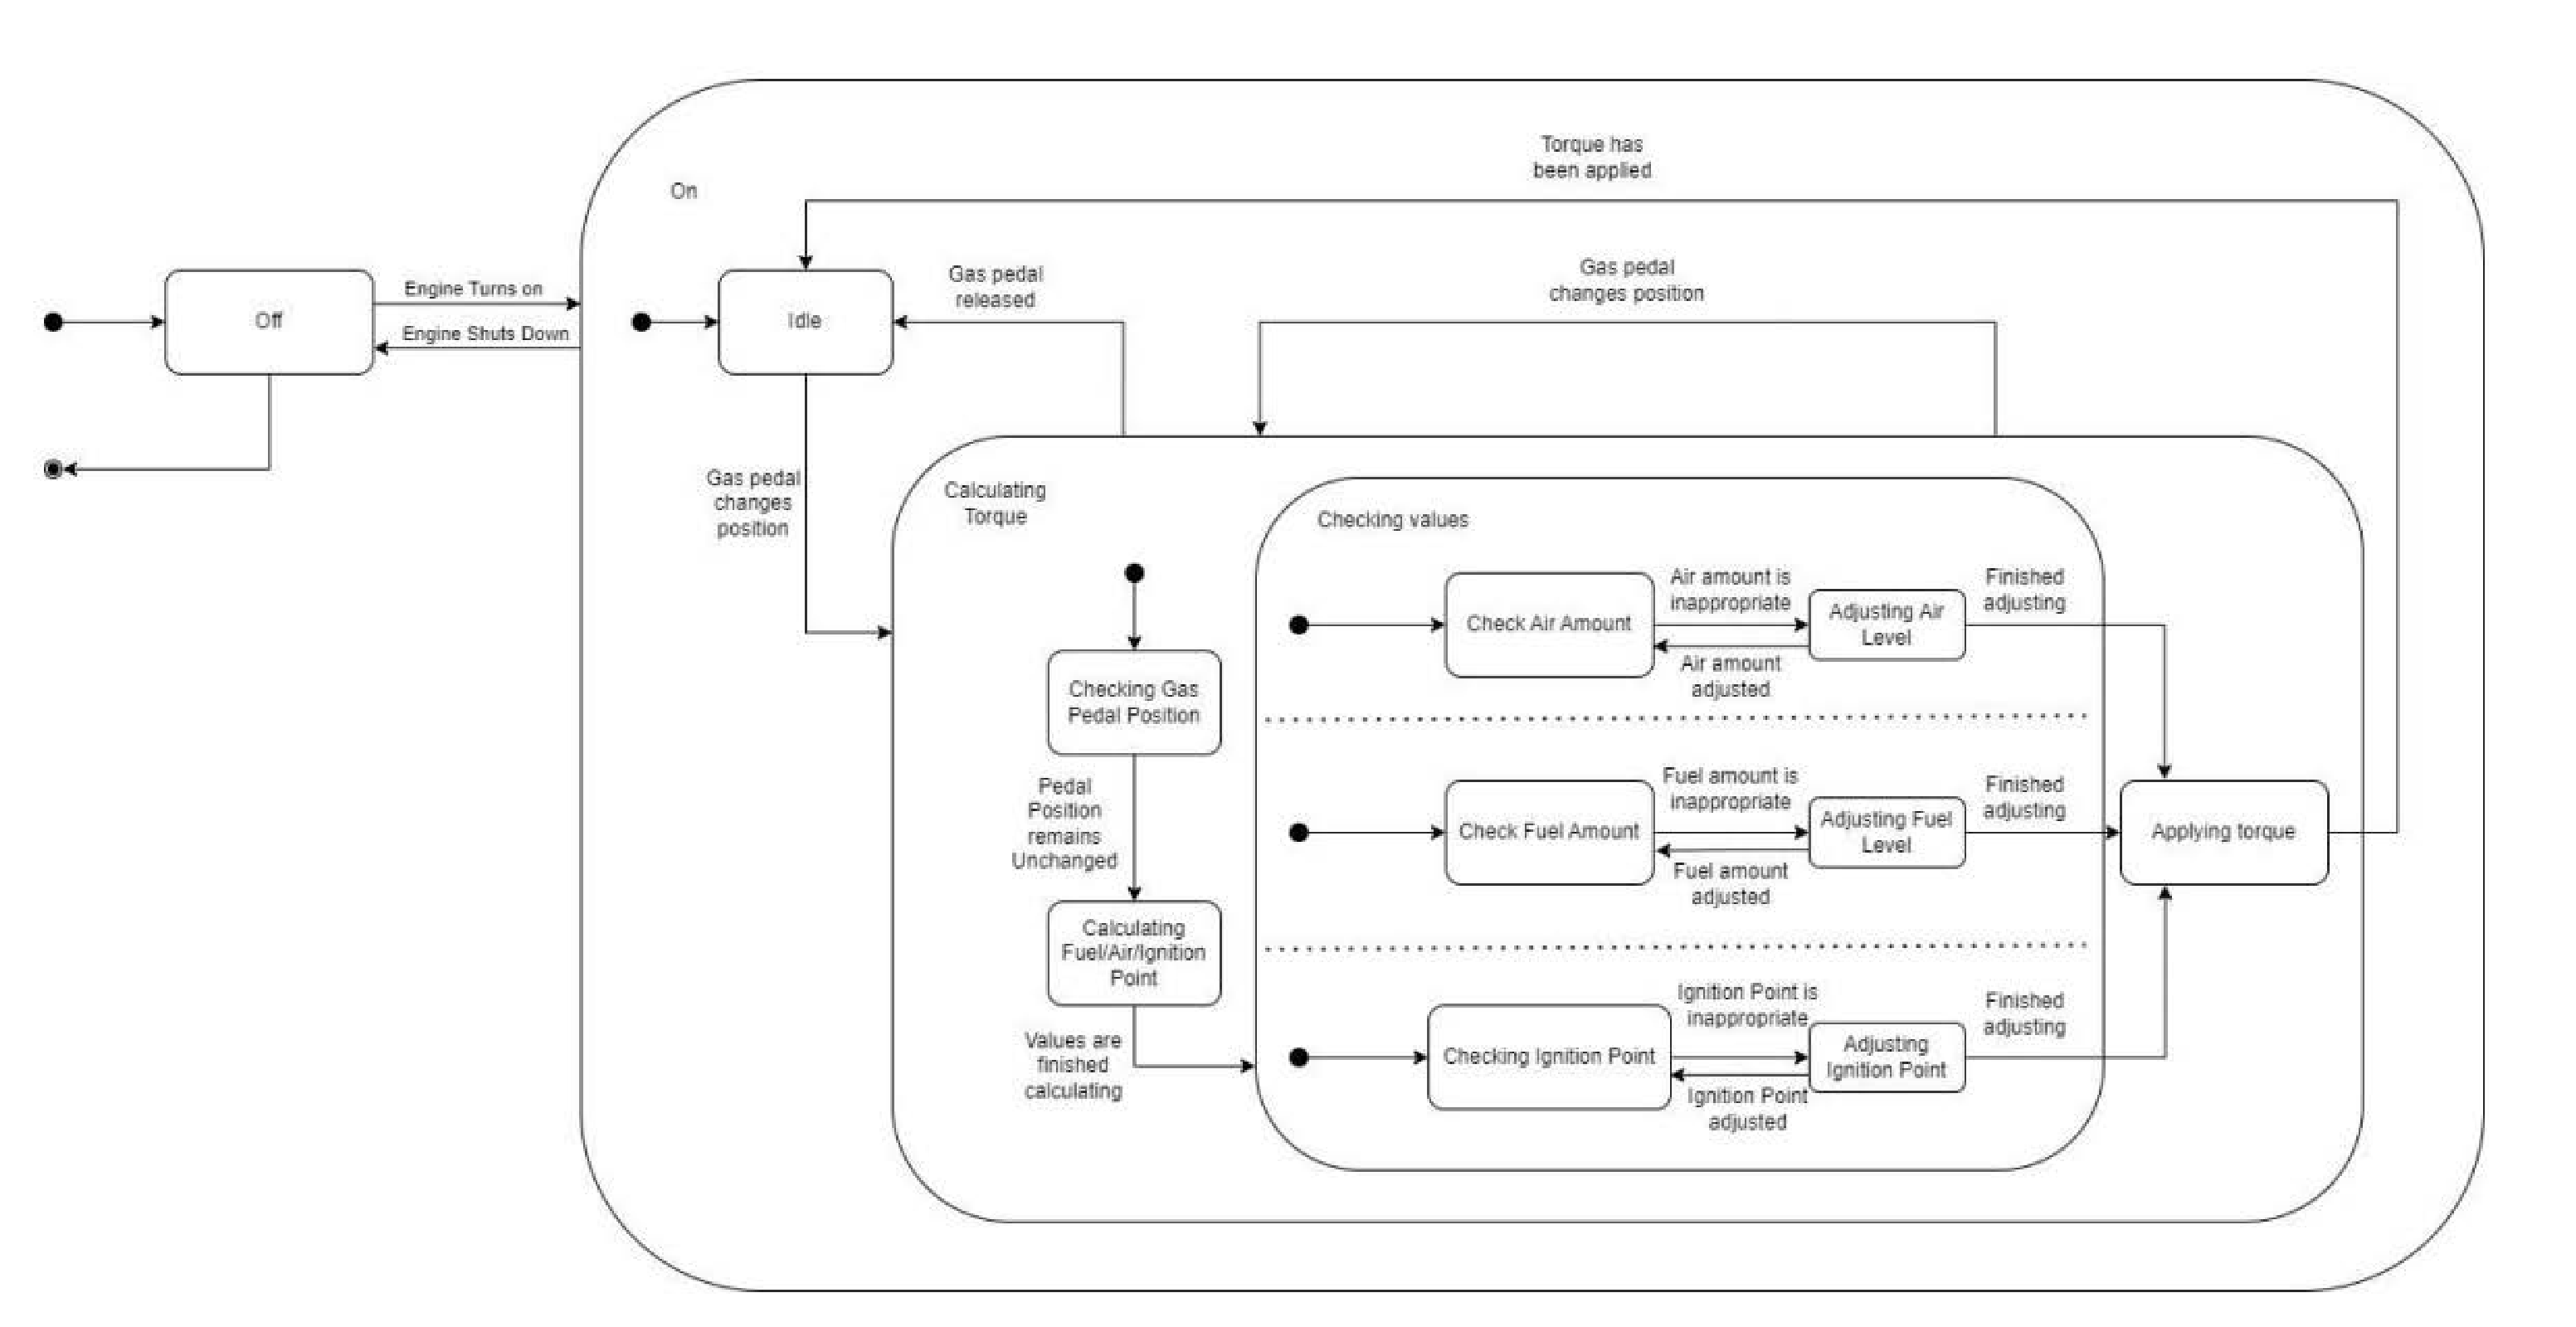 Torque has
been applied
On
Gas pedal
released
Gas pedal
changes position
Engine Turns on
Off
Idle
Engine Shuts Down
Gas pedal
changes
position
Calculating
Torque
Checking values
Air amount is
inappropriate
Finished
adjusting
Check Air Amount
Adjusting Air
Level
Air amount
adjusted
Checking Gas
Pedal Position
Pedal
Position
remains
Unchanged
Fuel amount is
inappropriate
Finished
adjusting
Check Fuel Amount
Adjusting Fuel
Level
Applying torque
Fuel amount
adjusted
Calculating
Fuel/Air/Ignition
Point
Ignition Point is
inappropriate
Finished
adjusting
Values are
finished
calculating
Checking Ignition Point
Adjusting
Ignition Point
Ignition Point
adjusted